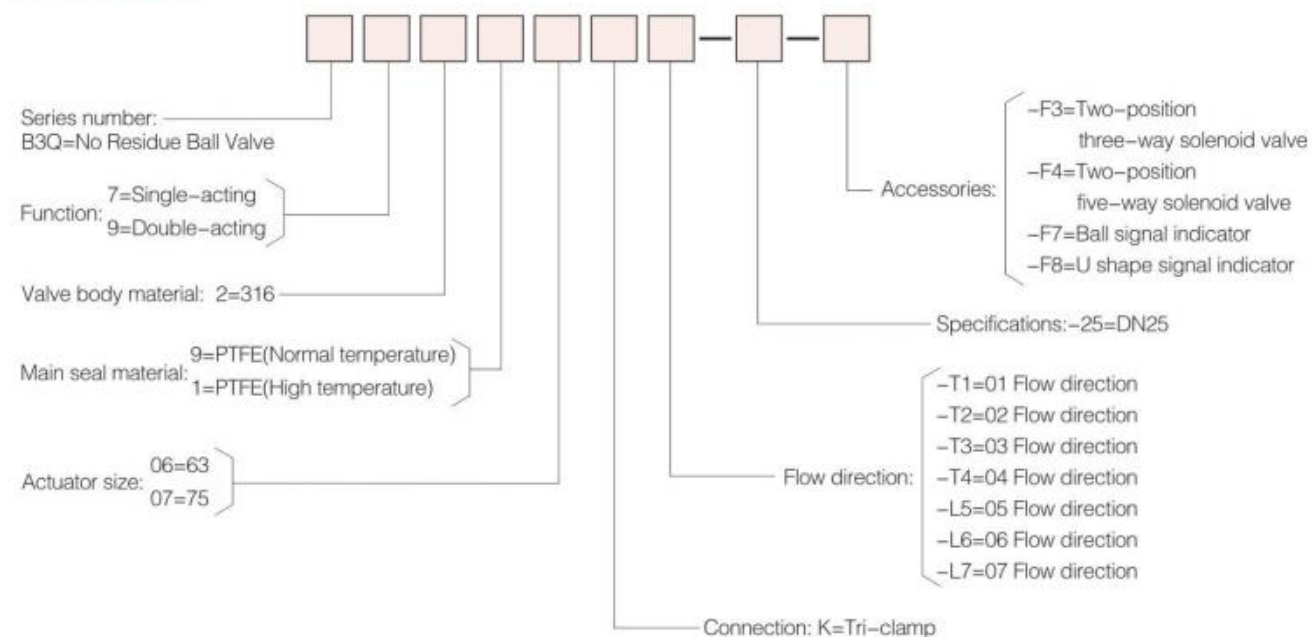 Series number:
B3Q=No Residue Ball Valve
Function:
7=Single-acting
9=Double-acting
Valve body material: 2=316
Main seal material:
9=PTFE(Normal temperature)
1=PTFE(High temperature)
Actuator size:
06=63
07=75
Accessories:
-F3=Two-position
three-way solenoid valve
-F4=Two-position
five-way solenoid valve
-F7=Ball signal indicator
-F8=U shape signal indicator
Specifications:-25=DN25
Flow direction:
-T1=01 Flow direction
-T2=02 Flow direction
-T3=03 Flow direction
-T4=04 Flow direction
-L5=05 Flow direction
-L6=06 Flow direction
-L7=07 Flow direction
Connection: K=Tri-clamp